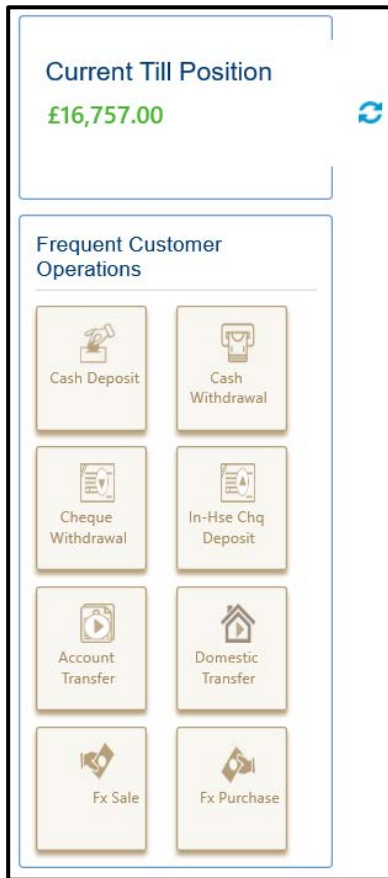 Current Till Position
£16,757.00
Frequent Customer
Operations
Cash Deposit
Cash
Withdrawal
Cheque
Withdrawal
In-Hse Chq
Deposit
Account
Transfer
Domestic
Transfer
Fx Sale
Fx Purchase